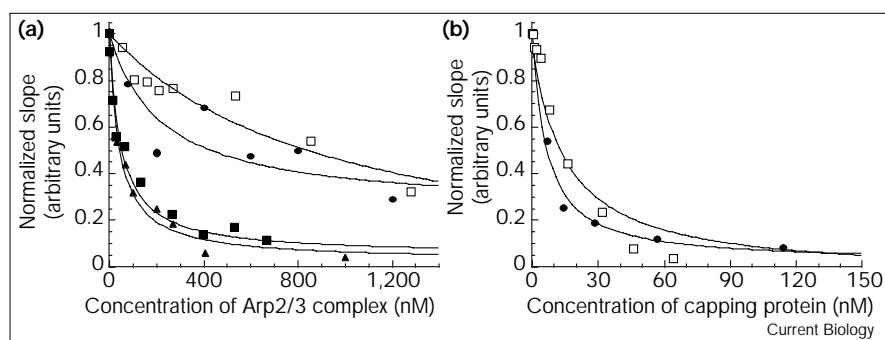 (a)
Normalized slope
(arbitrary units)
1
0.8
0.6
0.4
0.2
0
0
400
800
1,200
Concentration of Arp2/3 complex (nM)
(b)
Normalized slope
(arbitrary units)
1
0.8
0.6
0.4
0.2
0
0
30
60
90
120
150
Concentration of capping protein (nM)
Current Biology